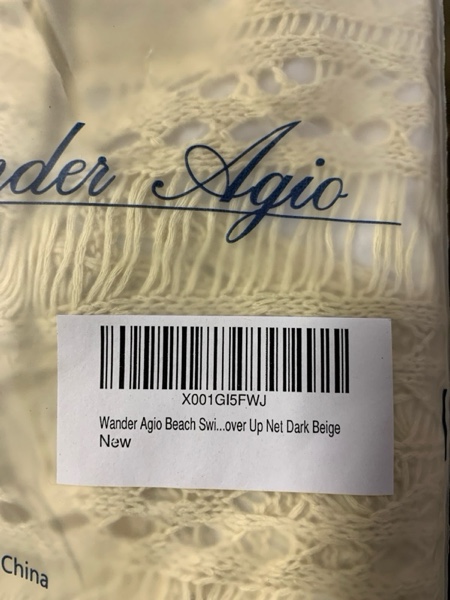 nder Agio
X001GI5FWJ
Wander Agio Beach Swi...over Up Net Dark Beige
New
China